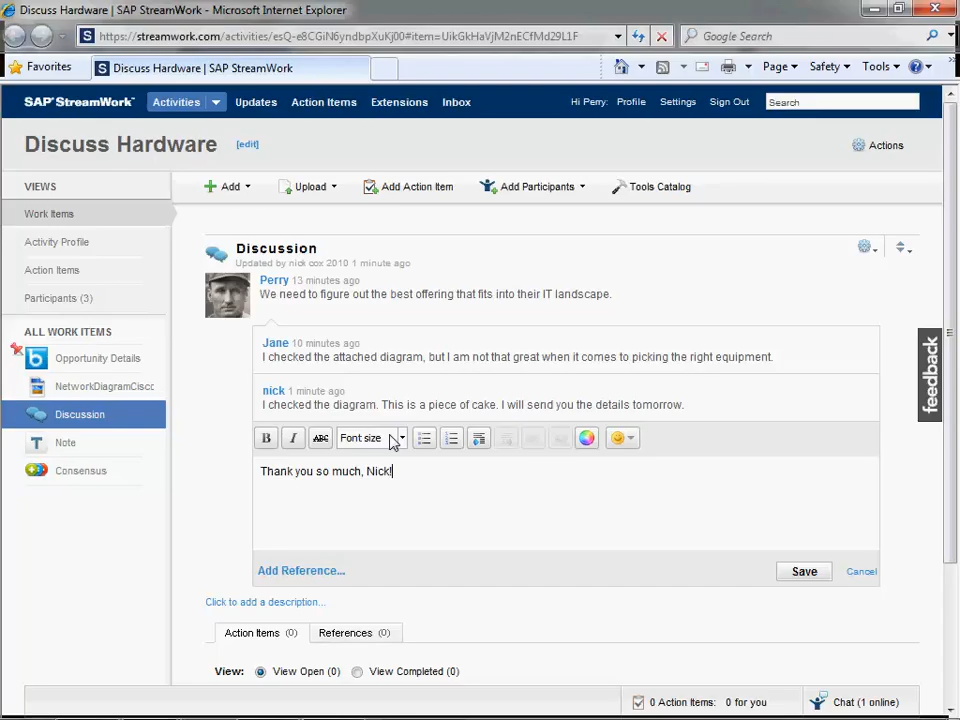 Discuss Hardware | SAP StreamWork - Microsoft Internet Explorer
S https://streamwork.com/activities/esQ-e8CGiN6yndbpXuKj00#item=UikGkHaVjM2nECfMd29L1F
Google Search
Favorites
S Discuss Hardware | SAP StreamWork
Page
Safety
Tools
SAP StreamWork
Activities
Updates
Action Items
Extensions
Inbox
Hi Perry:
Profile
Settings
Sign Out
Search
Discuss Hardware
[edit]
Actions
VIEWS
Add
Upload
Add Action Item
Add Participants
Tools Catalog
Work Items
Activity Profile
Action Items
Participants (3)
ALL WORK ITEMS
Opportunity Details
NetworkDiagramCisco
Discussion
Note
Consensus
Discussion
Updated by nick cox 2010 1 minute ago
Perry 13 minutes ago
We need to figure out the best offering that fits into their IT landscape.
Jane 10 minutes ago
I checked the attached diagram, but I am not that great when it comes to picking the right equipment.
nick 1 minute ago
I checked the diagram. This is a piece of cake. I will send you the details tomorrow.
B I ABC Font size
Thank you so much, Nick!
Add Reference...
Save
Cancel
Click to add a description...
Action Items (0)
References (0)
View:
View Open (0)
View Completed (0)
feedback
0 Action Items: 0 for you
Chat (1 online)